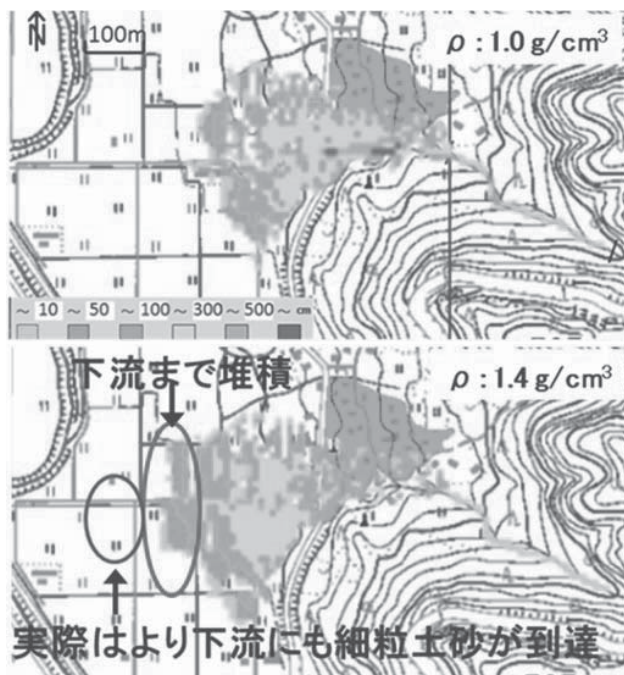 N
100m
ρ : 1.0 g/cm³
～ 10 ～ 50 ～ 100 ～ 300 ～ 500 ～ cm
下流まで堆積
ρ : 1.4 g/cm³
実際はより下流にも細粒土砂が到達